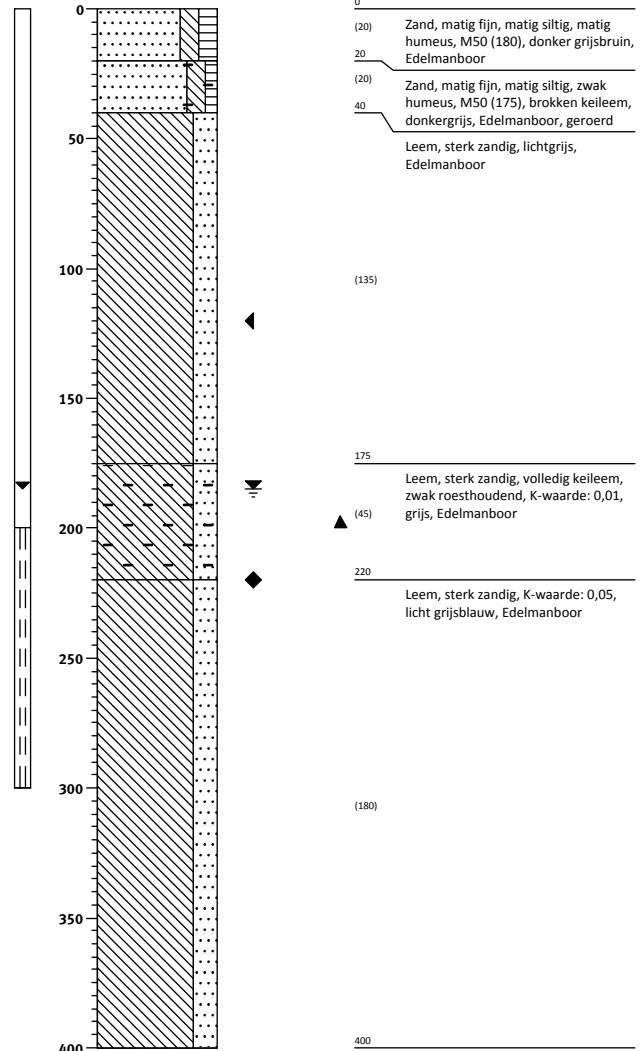 0
50
100
150
200
250
300
350
400
0
(20)
Zand, matig fijn, matig siltig, matig
humeus, M50 (180), donker grijsbruin,
Edelmanboor
20
(20)
Zand, matig fijn, matig siltig, zwak
humeus, M50 (175), brokken keileem,
donkergrijs, Edelmanboor, geroerd
40
Leem, sterk zandig, lichtgrijs,
Edelmanboor
(135)
175
Leem, sterk zandig, volledig keileem,
zwak roesthoudend, K-waarde: 0,01,
grijs, Edelmanboor
(45)
220
Leem, sterk zandig, K-waarde: 0,05,
licht grijsblauw, Edelmanboor
(180)
400